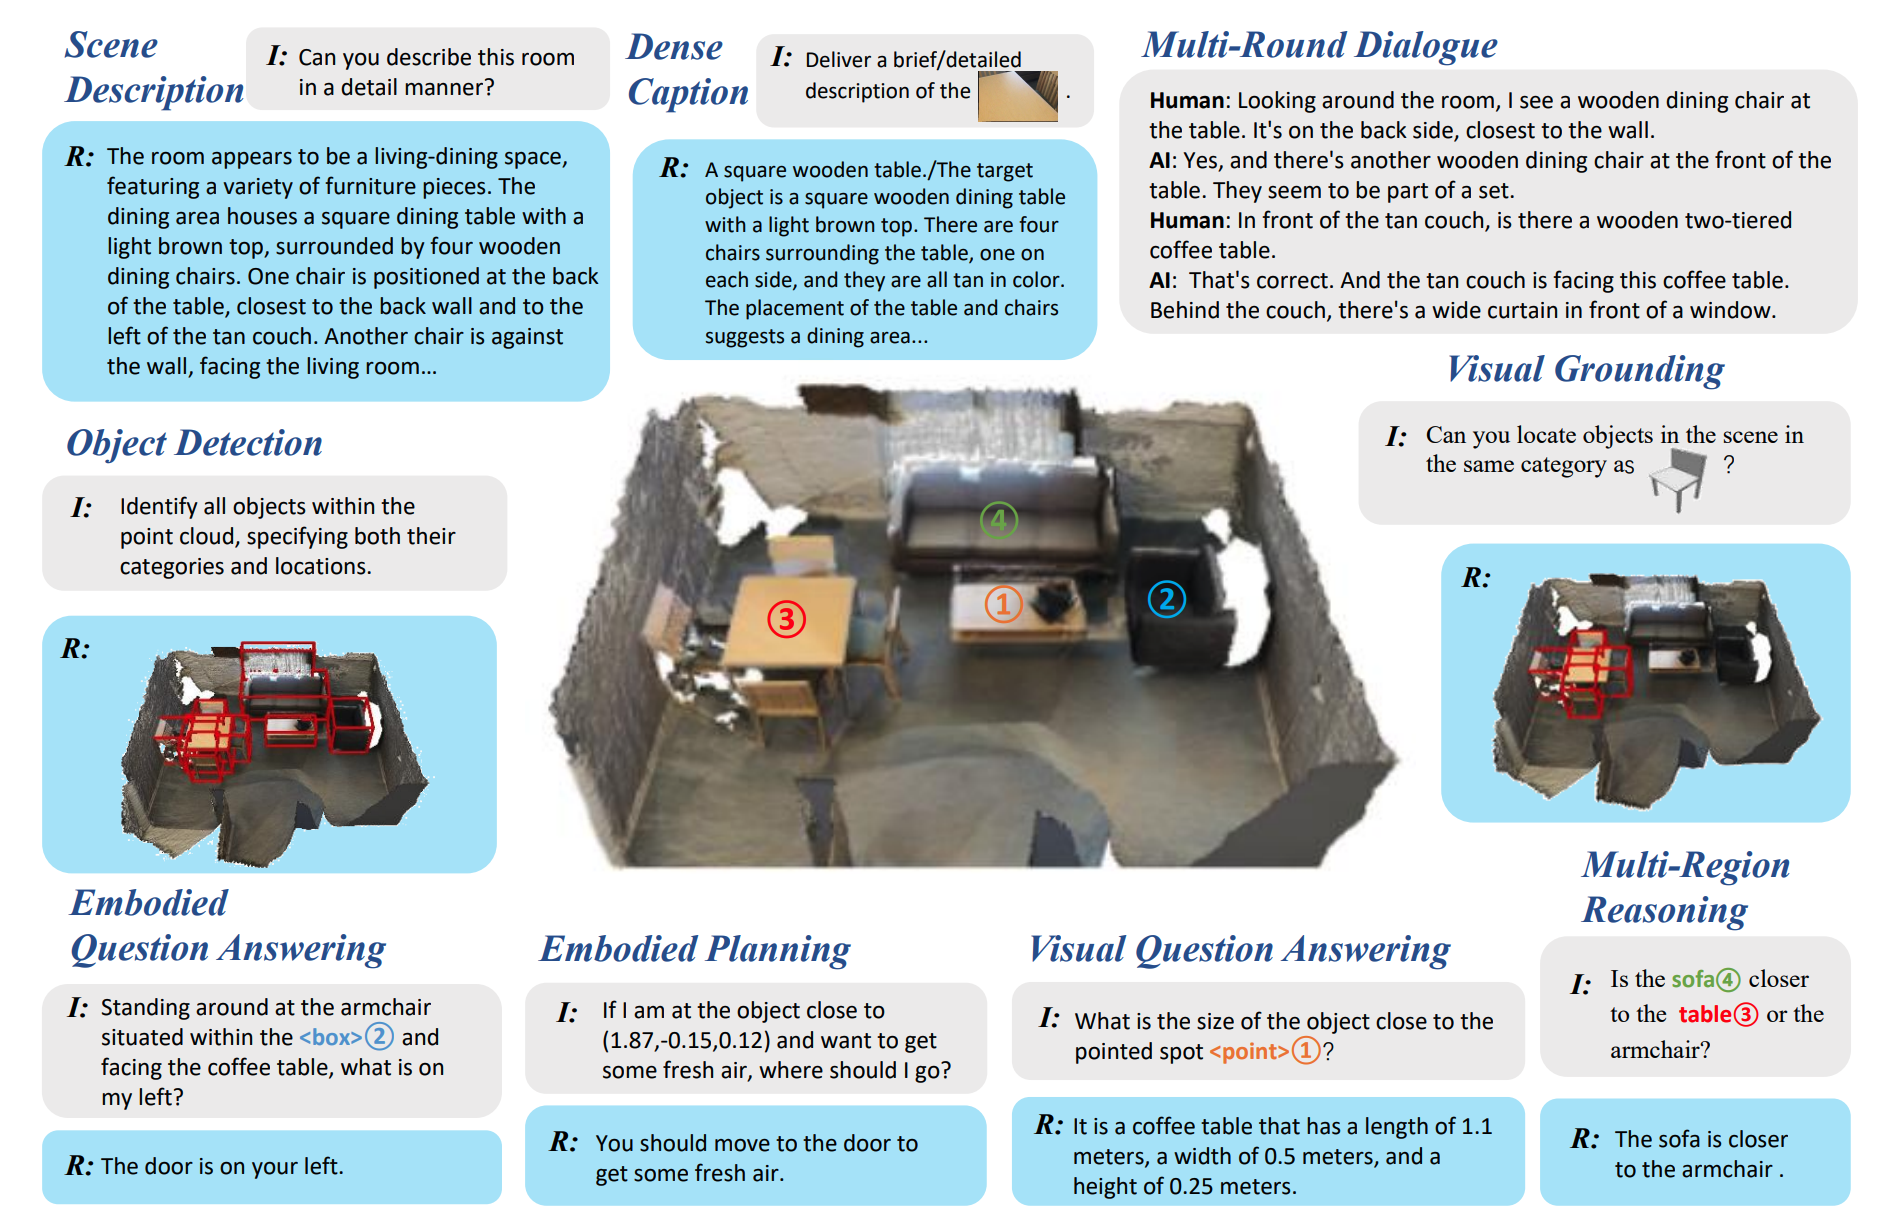 Scene
Description
I: Can you describe this room
in a detail manner?
R: The room appears to be a living-dining space,
featuring a variety of furniture pieces. The
dining area houses a square dining table with a
light brown top, surrounded by four wooden
dining chairs. One chair is positioned at the back
of the table, closest to the back wall and to the
left of the tan couch. Another chair is against
the wall, facing the living room...
Dense
Caption
I: Deliver a brief/detailed
description of the .
R: A square wooden table./The target
object is a square wooden dining table
with a light brown top. There are four
chairs surrounding the table, one on
each side, and they are all tan in color.
The placement of the table and chairs
suggests a dining area...
Multi-Round Dialogue
Human: Looking around the room, I see a wooden dining chair at
the table. It's on the back side, closest to the wall.
AI: Yes, and there's another wooden dining chair at the front of the
table. They seem to be part of a set.
Human: In front of the tan couch, is there a wooden two-tiered
coffee table.
AI: That's correct. And the tan couch is facing this coffee table.
Behind the couch, there's a wide curtain in front of a window.
Object Detection
I: Identify all objects within the
point cloud, specifying both their
categories and locations.
R:
④
①
②
③
Visual Grounding
I: Can you locate objects in the scene in
the same category as ?
R:
Embodied
Question Answering
I: Standing around at the armchair
situated within the <box>② and
facing the coffee table, what is on
my left?
R: The door is on your left.
Embodied Planning
I: If I am at the object close to
(1.87,-0.15,0.12) and want to get
some fresh air, where should I go?
R: You should move to the door to
get some fresh air.
Visual Question Answering
I: What is the size of the object close to the
pointed spot <point>①?
R: It is a coffee table that has a length of 1.1
meters, a width of 0.5 meters, and a
height of 0.25 meters.
Multi-Region
Reasoning
I: Is the sofa④ closer
to the table③ or the
armchair?
R: The sofa is closer
to the armchair .